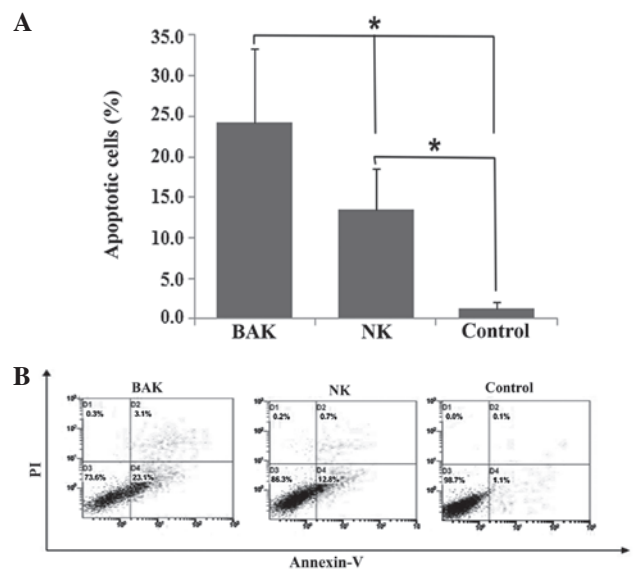 A
*
*
35.0
30.0
25.0
20.0
15.0
10.0
5.0
0.0
Apoptotic cells (%)
BAK NK Control
B
BAK NK Control
D1 D2
0.3% 3.1%
D3 D4
73.6% 23.1%
D1 D2
0.2% 0.7%
D3 D4
86.3% 12.8%
D1 D2
0.0% 0.1%
D3 D4
98.7% 1.1%
PI
Annexin-V